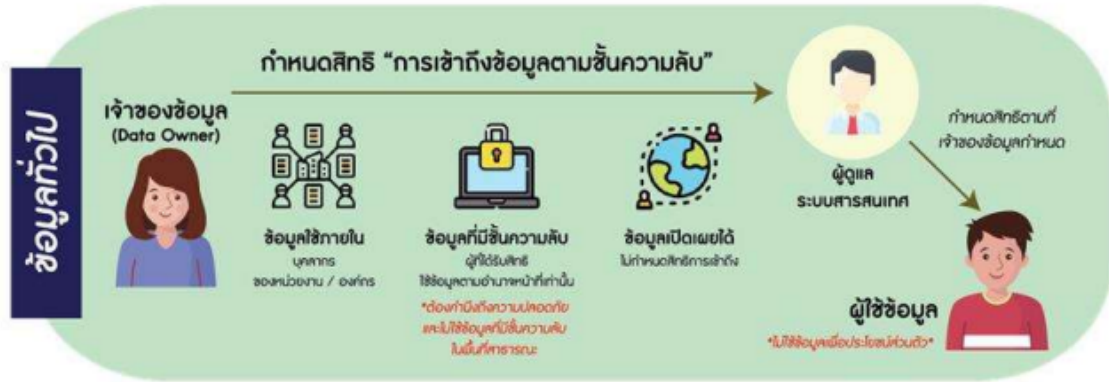 ข้อมูลทั่วไป
กำหนดสิทธิ “การเข้าถึงข้อมูลตามชั้นความลับ”
เจ้าของข้อมูล
(Data Owner)
ข้อมูลใช้ภายใน
บุคลากร
ของหน่วยงาน / องค์กร
ข้อมูลที่มีชั้นความลับ
ผู้ที่ได้รับสิทธิ
ใช้ข้อมูลตามอำนาจหน้าที่เท่านั้น
*ต้องคำนึงถึงความปลอดภัย
และไม่ใช้ข้อมูลที่มีชั้นความลับ
ในพื้นที่สาธารณะ
ข้อมูลเปิดเผยได้
ไม่กำหนดสิทธิการเข้าถึง
ผู้ดูแล
ระบบสารสนเทศ
กำหนดสิทธิตามที่
เจ้าของข้อมูลกำหนด
ผู้ใช้ข้อมูล
*ไม่ใช้ข้อมูลเพื่อประโยชน์ส่วนตัว*